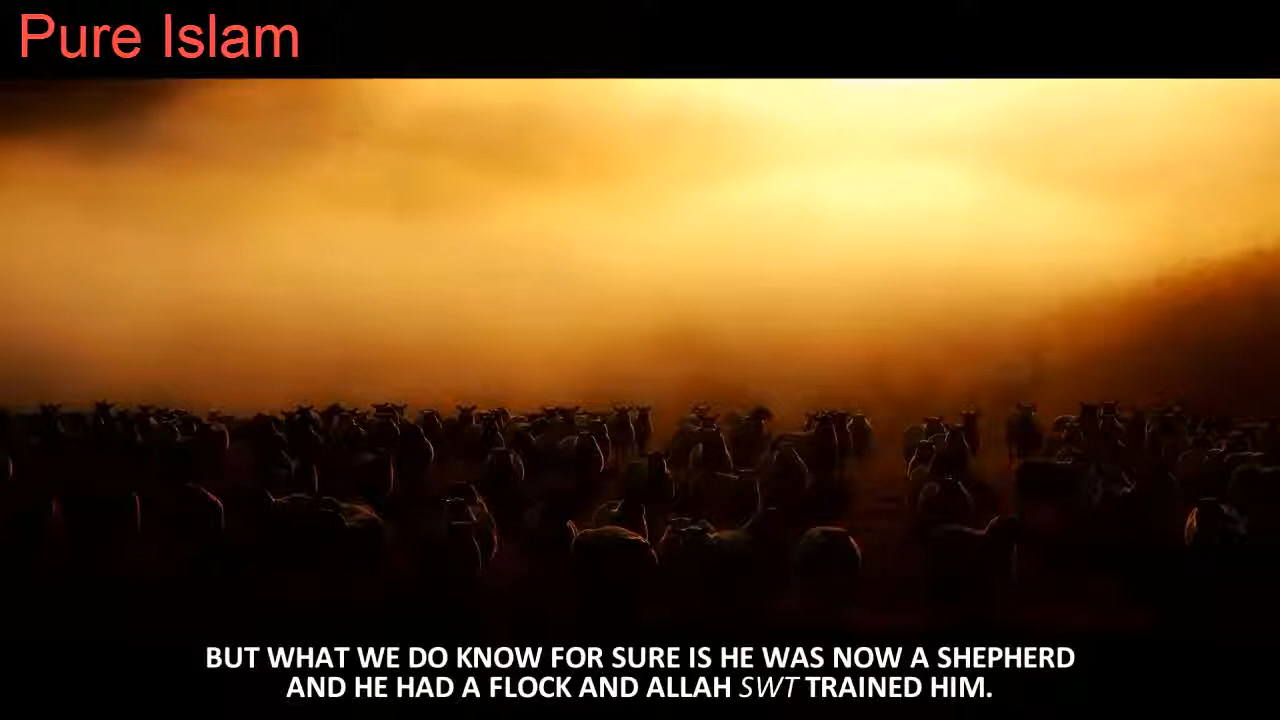 Pure Islam
BUT WHAT WE DO KNOW FOR SURE IS HE WAS NOW A SHEPHERD
AND HE HAD A FLOCK AND ALLAH SWT TRAINED HIM.